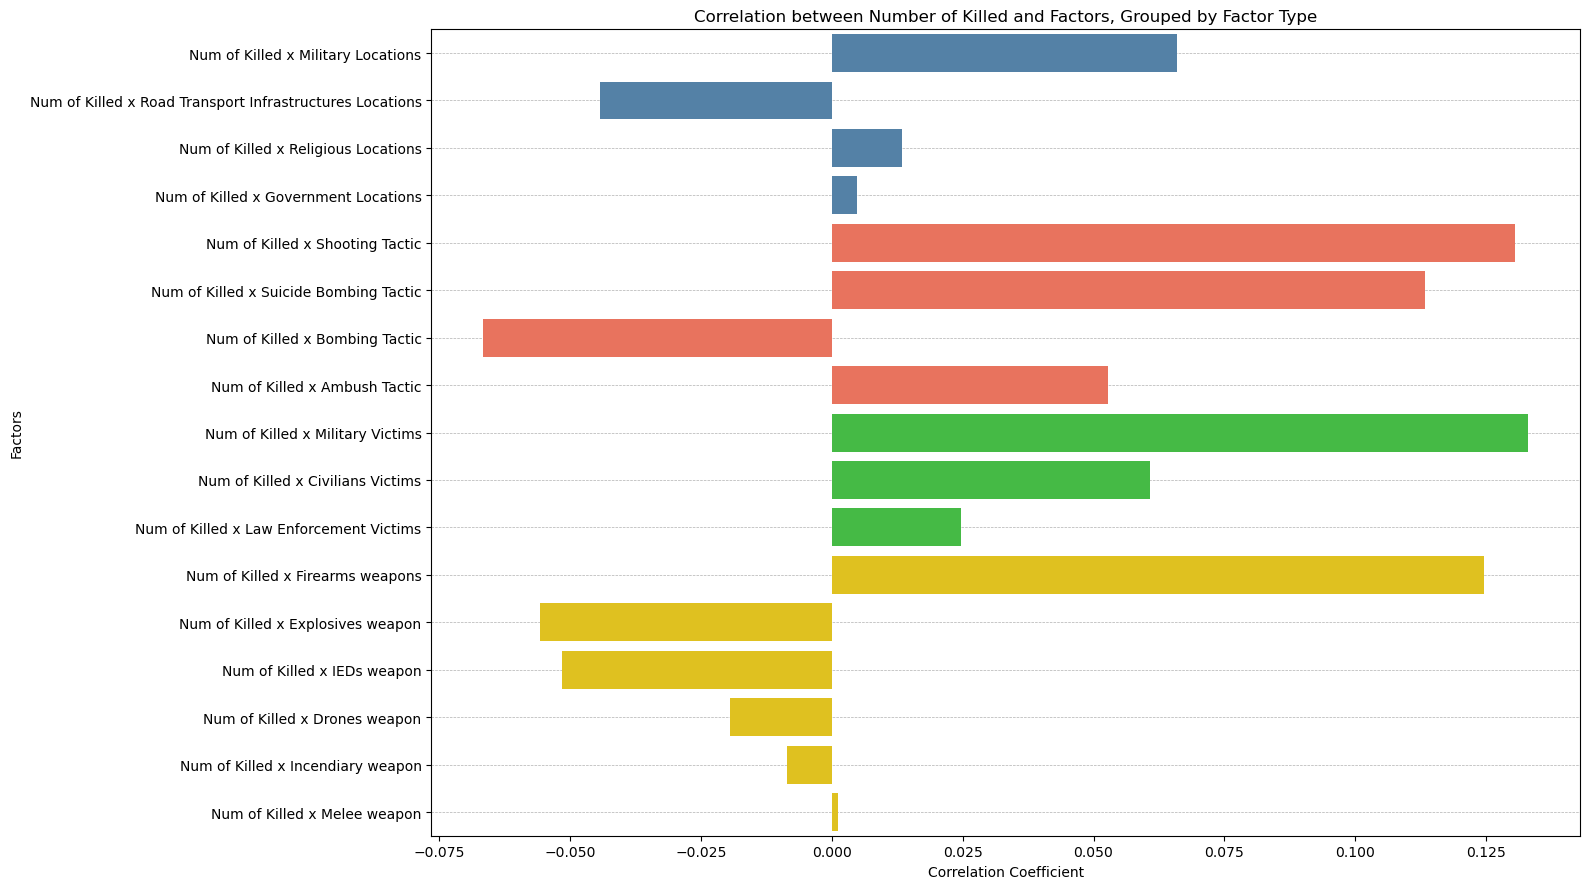 Correlation between Number of Killed and Factors, Grouped by Factor Type
Num of Killed x Military Locations
Num of Killed x Road Transport Infrastructures Locations
Num of Killed x Religious Locations
Num of Killed x Government Locations
Num of Killed x Shooting Tactic
Num of Killed x Suicide Bombing Tactic
Num of Killed x Bombing Tactic
Num of Killed x Ambush Tactic
Num of Killed x Military Victims
Num of Killed x Civilians Victims
Num of Killed x Law Enforcement Victims
Num of Killed x Firearms weapons
Num of Killed x Explosives weapon
Num of Killed x IEDs weapon
Num of Killed x Drones weapon
Num of Killed x Incendiary weapon
Num of Killed x Melee weapon
Factors
−0.075 −0.050 −0.025 0.000 0.025 0.050 0.075 0.100 0.125
Correlation Coefficient